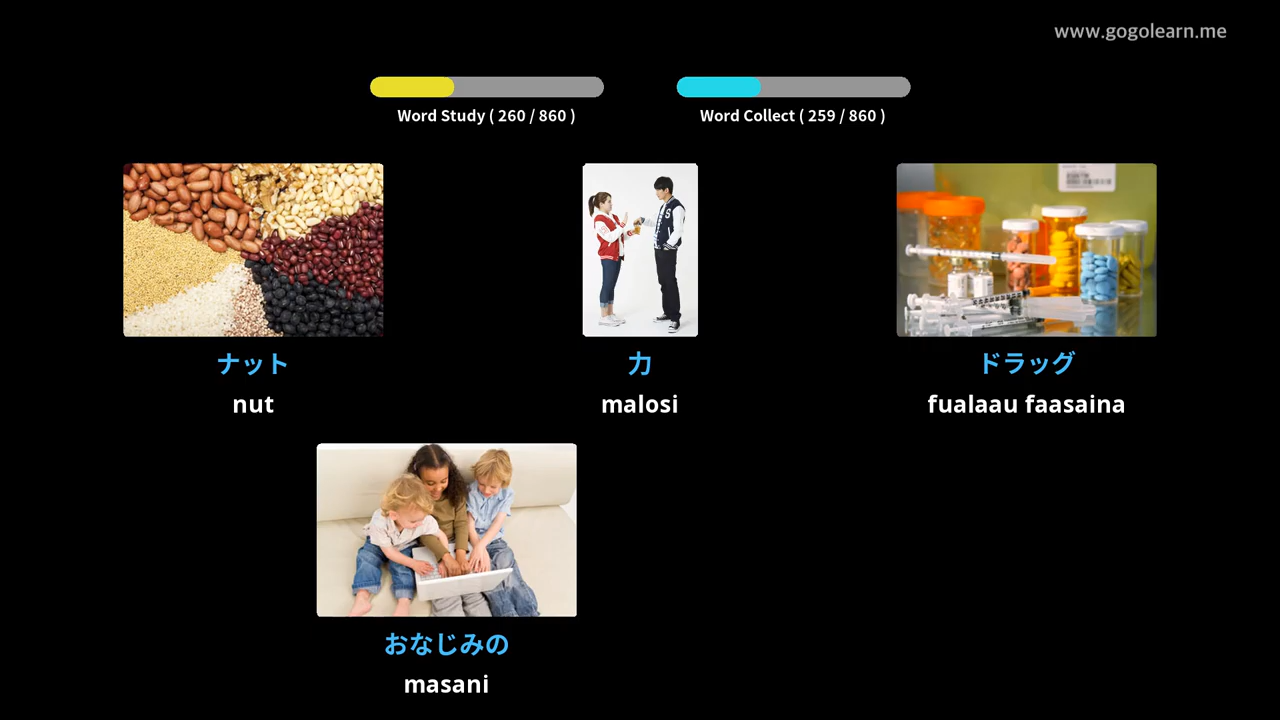 www.gogolearn.me
Word Study ( 260 / 860 )
Word Collect ( 259 / 860 )
ナット
nut
力
malosi
ドラッグ
fualaau faasaina
おなじみの
masani